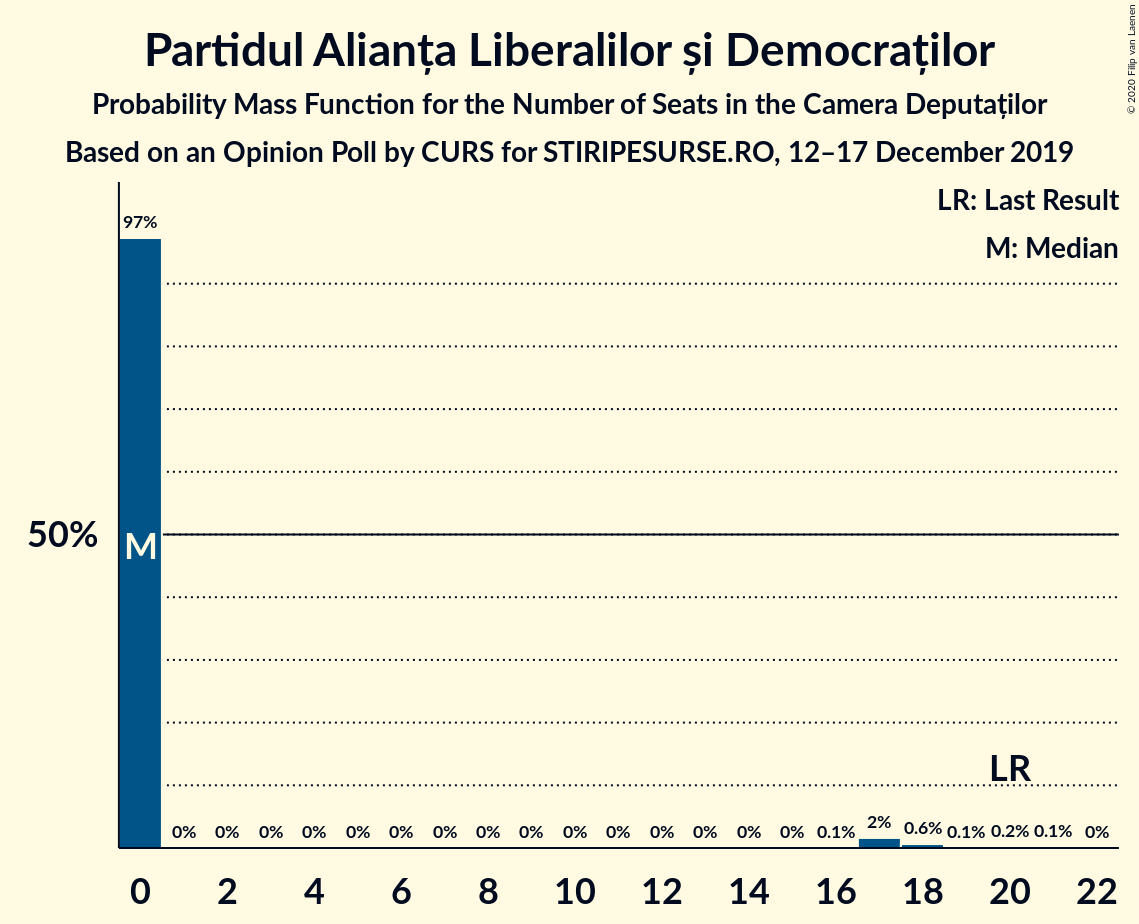 Partidul Alianța Liberalilor și Democraților
Probability Mass Function for the Number of Seats in the Camera Deputaților
Based on an Opinion Poll by CURS for STIRIPESURSE.RO, 12–17 December 2019
© 2020 Filip van Laenen
LR: Last Result
M: Median
97%
50%
M
LR
0% 0% 0% 0% 0% 0% 0% 0% 0% 0% 0% 0% 0% 0% 0% 0.1% 2% 0.6% 0.1% 0.2% 0.1% 0%
0 2 4 6 8 10 12 14 16 18 20 22